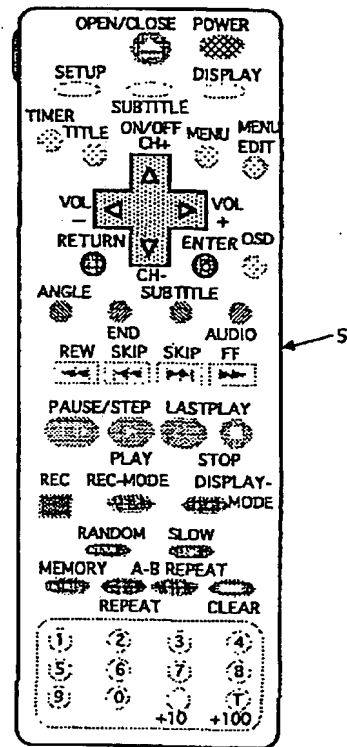 OPEN/CLOSE POWER
SETUP DISPLAY
SUBTITLE
TIMER TITLE ON/OFF MENU MENU
CH+ EDIT
VOL VOL
- +
RETURN ENTER OSD
CH-
ANGLE SUBTITLE
END AUDIO
REW SKIP SKIP FF
5
PAUSE/STEP LASTPLAY
PLAY STOP
REC REC-MODE DISPLAY-
MODE
RANDOM SLOW
MEMORY A-B REPEAT
REPEAT CLEAR
1 2 3 4
5 6 7 8
9 0 T
+10 +100